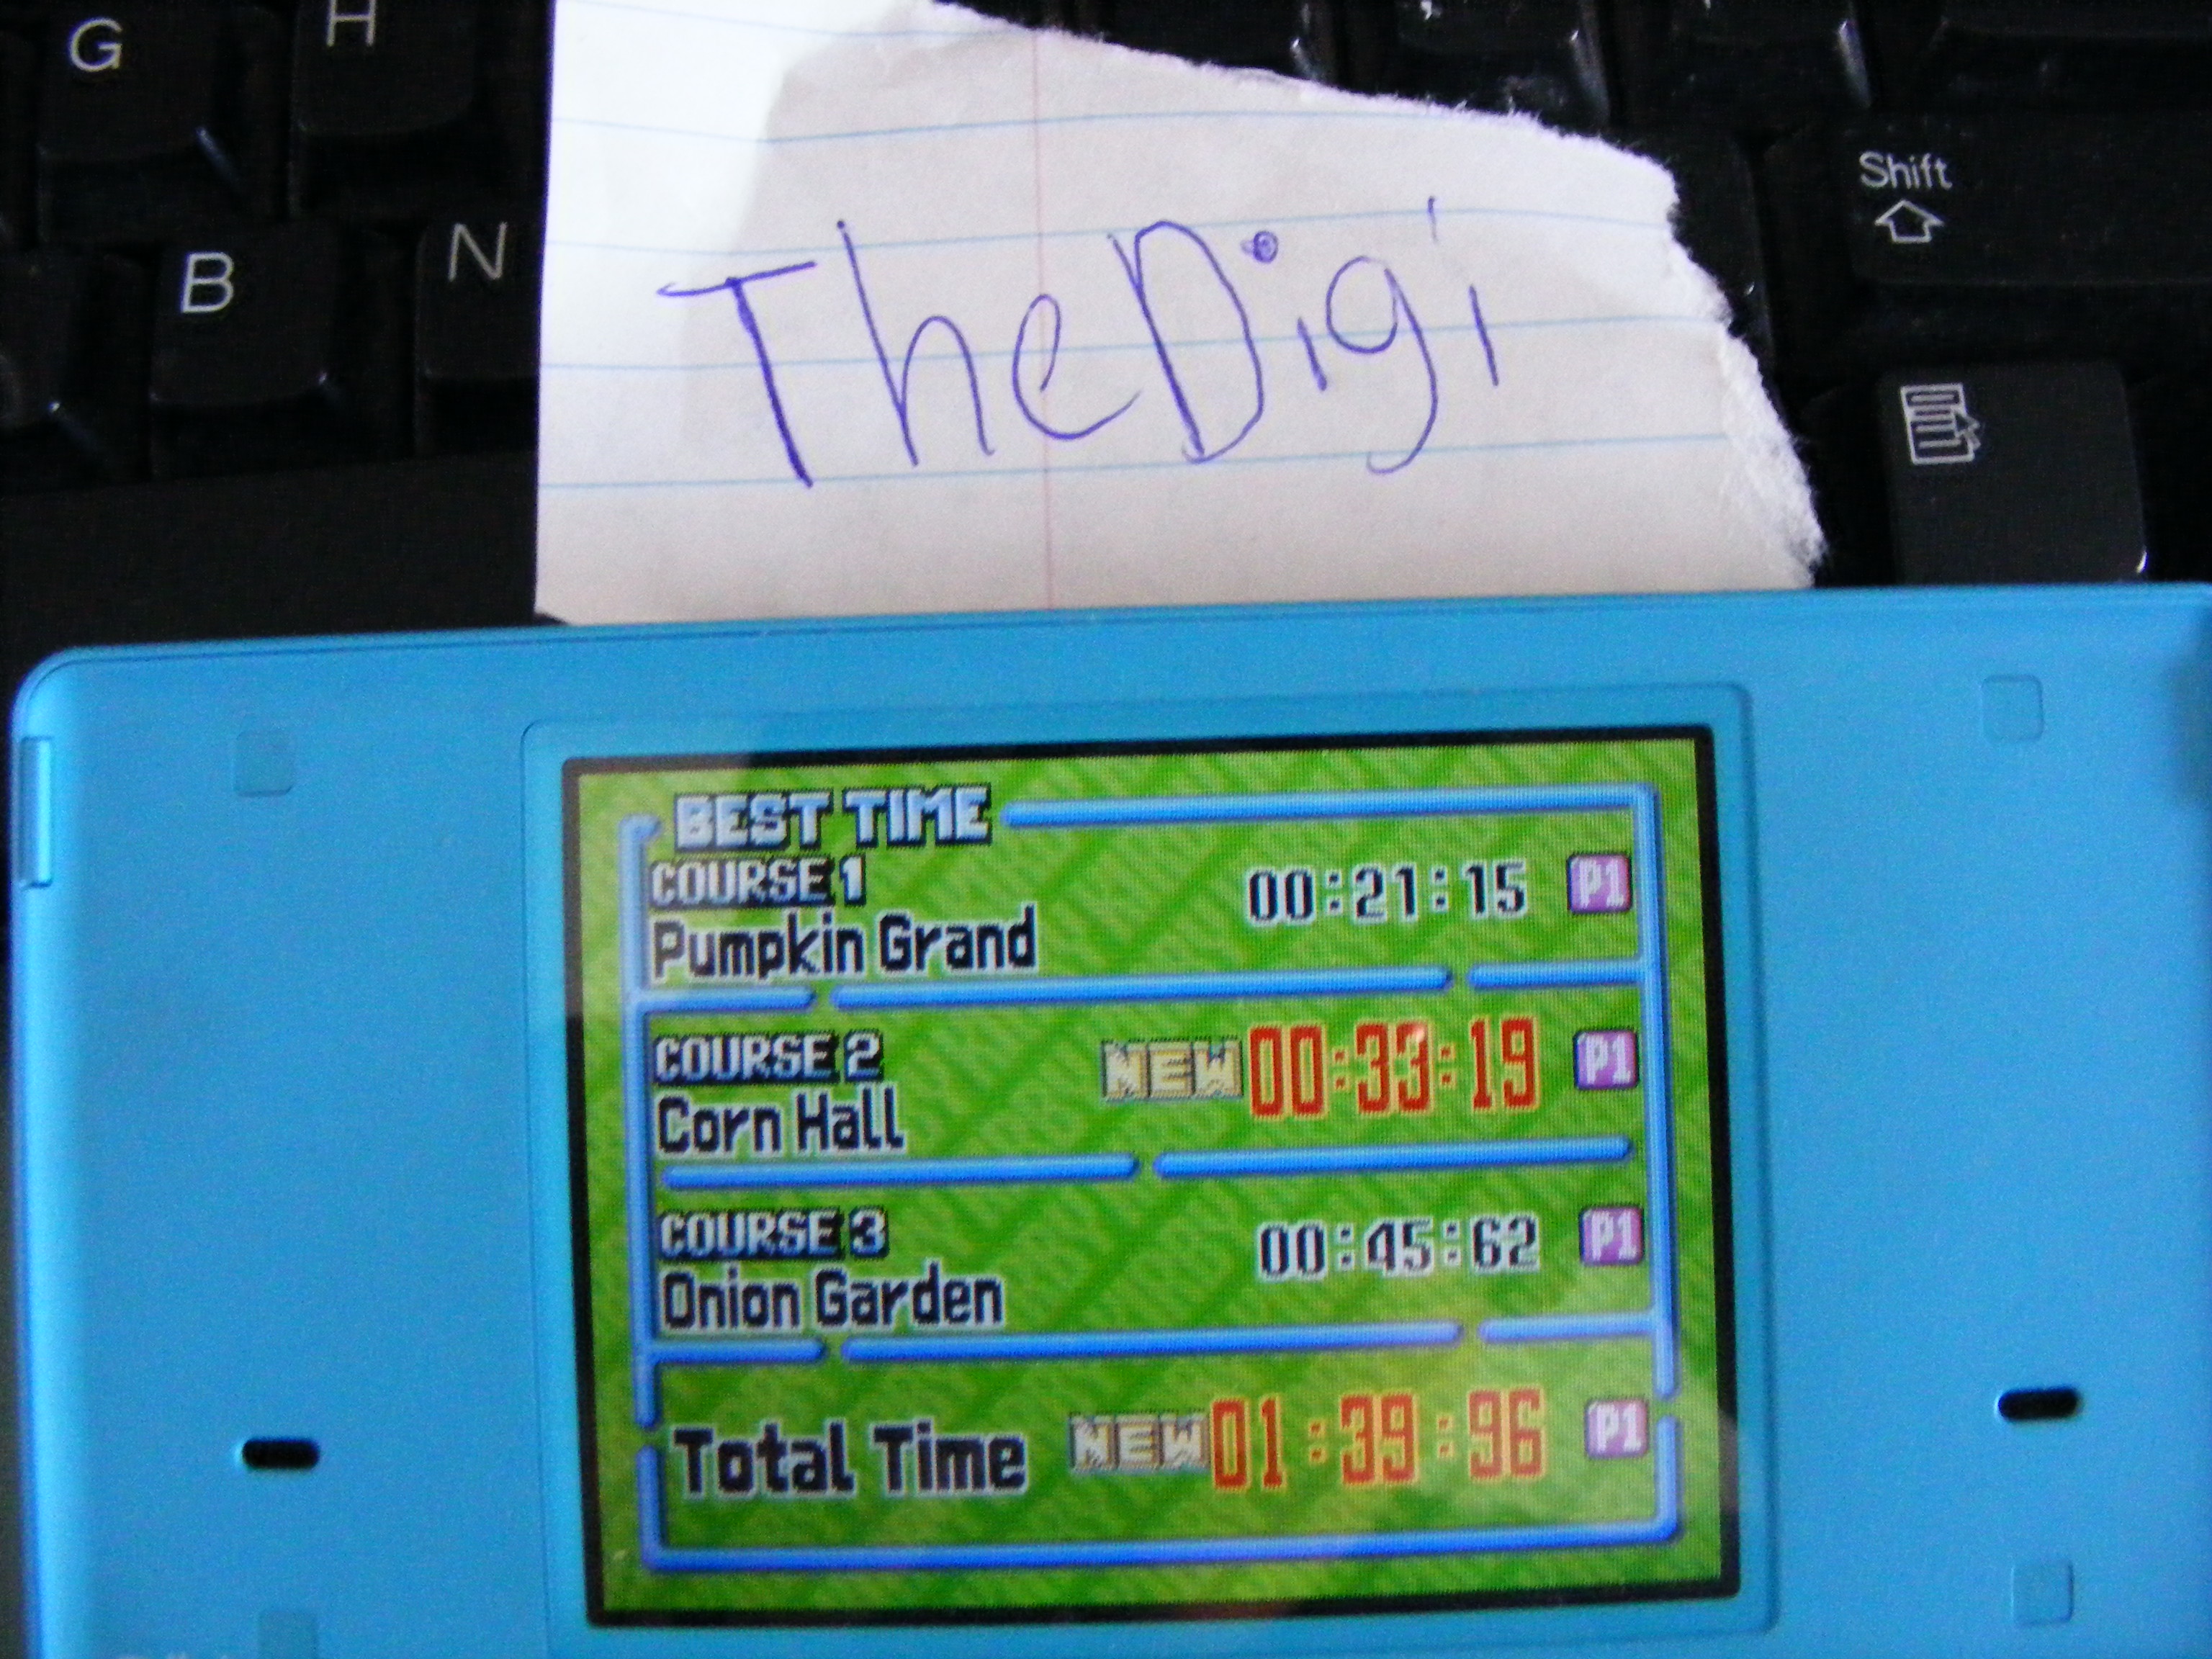 G
H
Shift
B
N
TheDigi
BEST TIME
COURSE 1
00:21:15 P1
Pumpkin Grand
COURSE 2
NEW 00:33:19 P1
Corn Hall
COURSE 3
00:45:62 P1
Onion Garden
Total Time NEW 01:39:96 P1